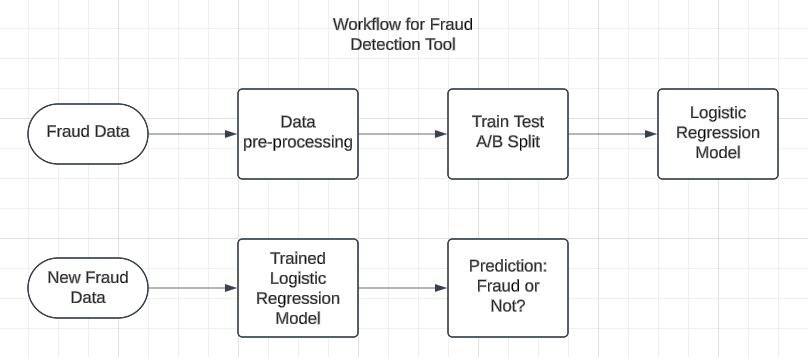 Workflow for Fraud
Detection Tool
Fraud Data
Data
pre-processing
Train Test
A/B Split
Logistic
Regression
Model
New Fraud
Data
Trained
Logistic
Regression
Model
Prediction:
Fraud or
Not?